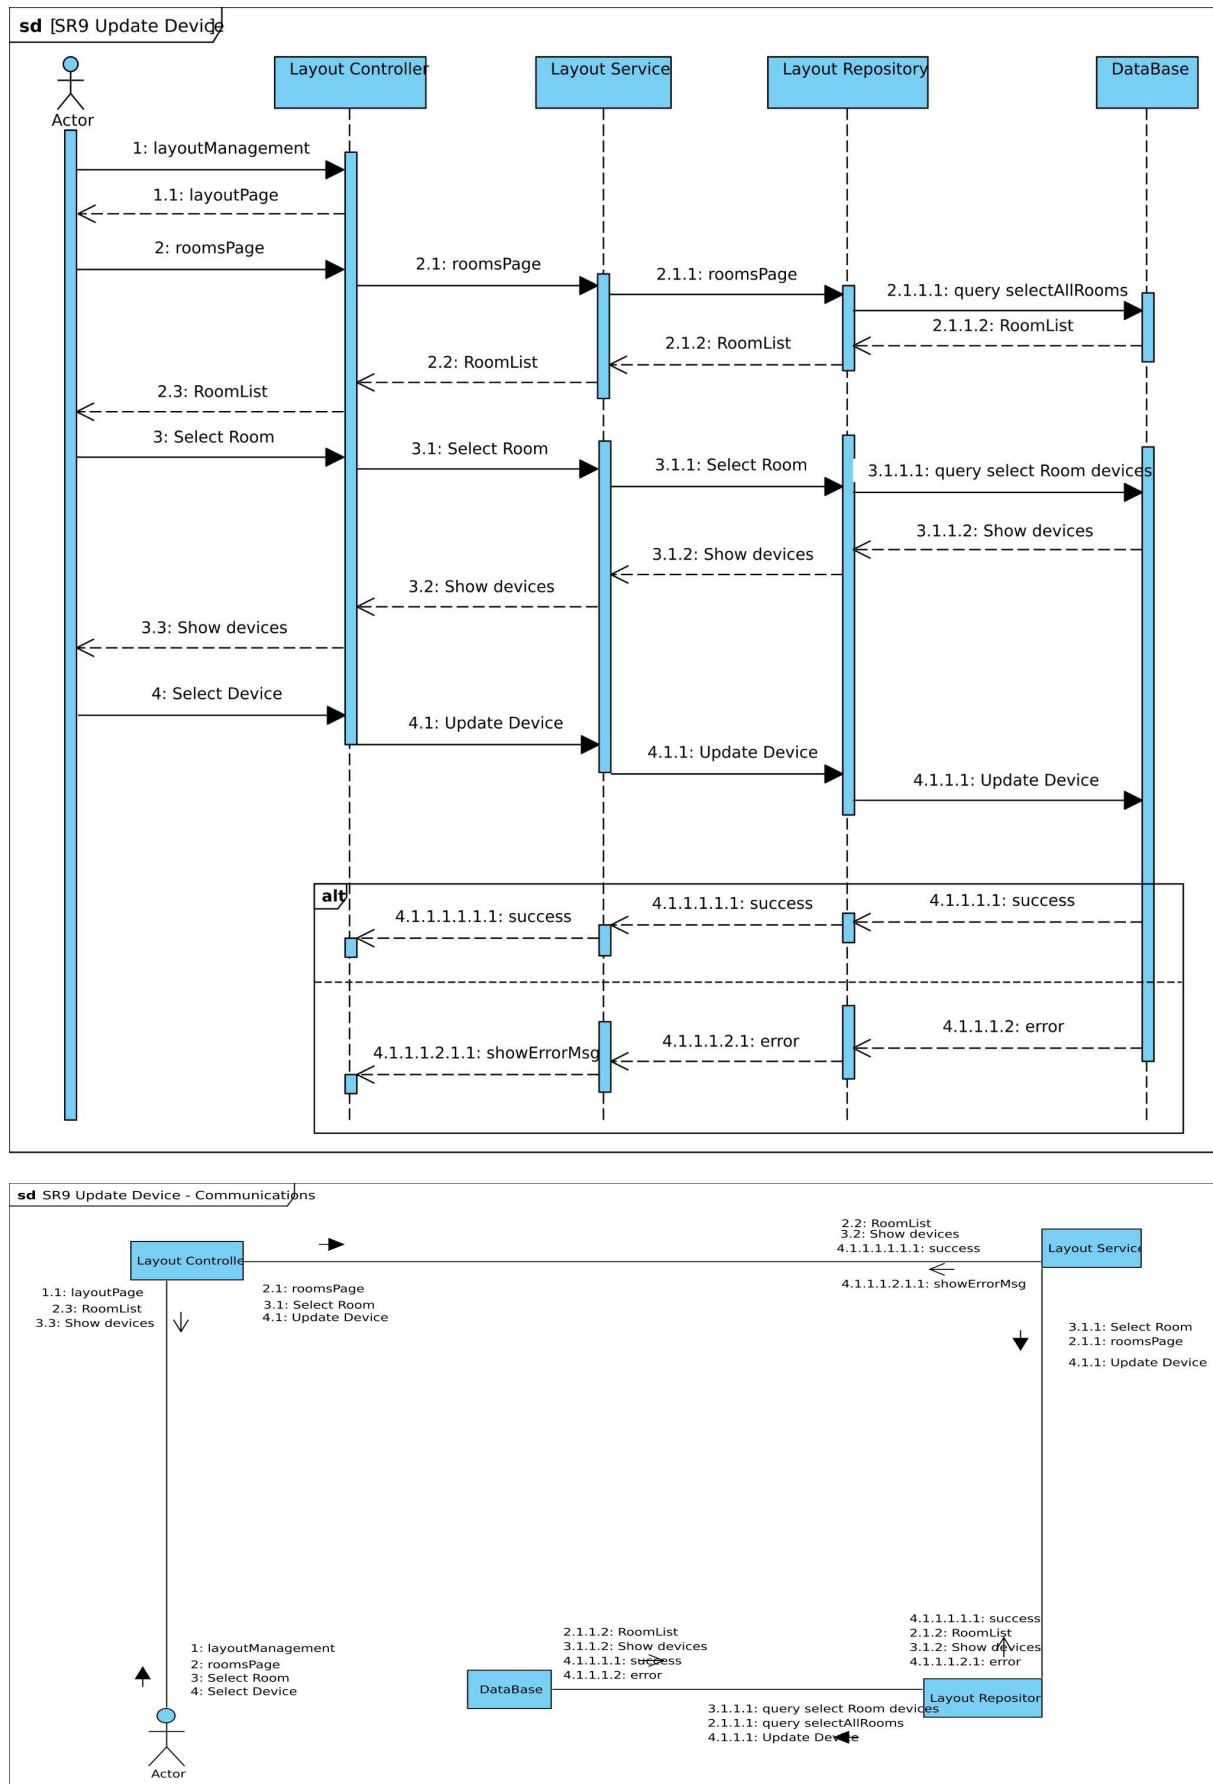 sd [SR9 Update Device]
Layout Controller
Layout Service
Layout Repository
DataBase
Actor
1: layoutManagement
1.1: layoutPage
2: roomsPage
2.1: roomsPage
2.1.1: roomsPage
2.1.1.1: query selectAllRooms
2.1.1.2: RoomList
2.1.2: RoomList
2.2: RoomList
2.3: RoomList
3: Select Room
3.1: Select Room
3.1.1: Select Room
3.1.1.1: query select Room devices
3.1.1.2: Show devices
3.1.2: Show devices
3.2: Show devices
3.3: Show devices
4: Select Device
4.1: Update Device
4.1.1: Update Device
4.1.1.1: Update Device
alt
4.1.1.1.1: success
4.1.1.1.1.1: success
4.1.1.1.1.1.1: success
4.1.1.1.2: error
4.1.1.1.2.1: error
4.1.1.1.2.1.1: showErrorMsg
sd SR9 Update Device - Communications
Layout Controlle
2.2: RoomList
3.2: Show devices
4.1.1.1.1.1.1: success
4.1.1.1.2.1.1: showErrorMsg
Layout Service
1.1: layoutPage
2.3: RoomList
3.3: Show devices
2.1: roomsPage
3.1: Select Room
4.1: Update Device
3.1.1: Select Room
2.1.1: roomsPage
4.1.1: Update Device
1: layoutManagement
2: roomsPage
3: Select Room
4: Select Device
2.1.1.2: RoomList
3.1.1.2: Show devices
4.1.1.1.1: success
4.1.1.1.2: error
4.1.1.1.1.1: success
2.1.2: RoomList
3.1.2: Show devices
4.1.1.1.2.1: error
DataBase
Layout Repositor
3.1.1.1: query select Room devices
2.1.1.1: query selectAllRooms
4.1.1.1: Update Device
Actor